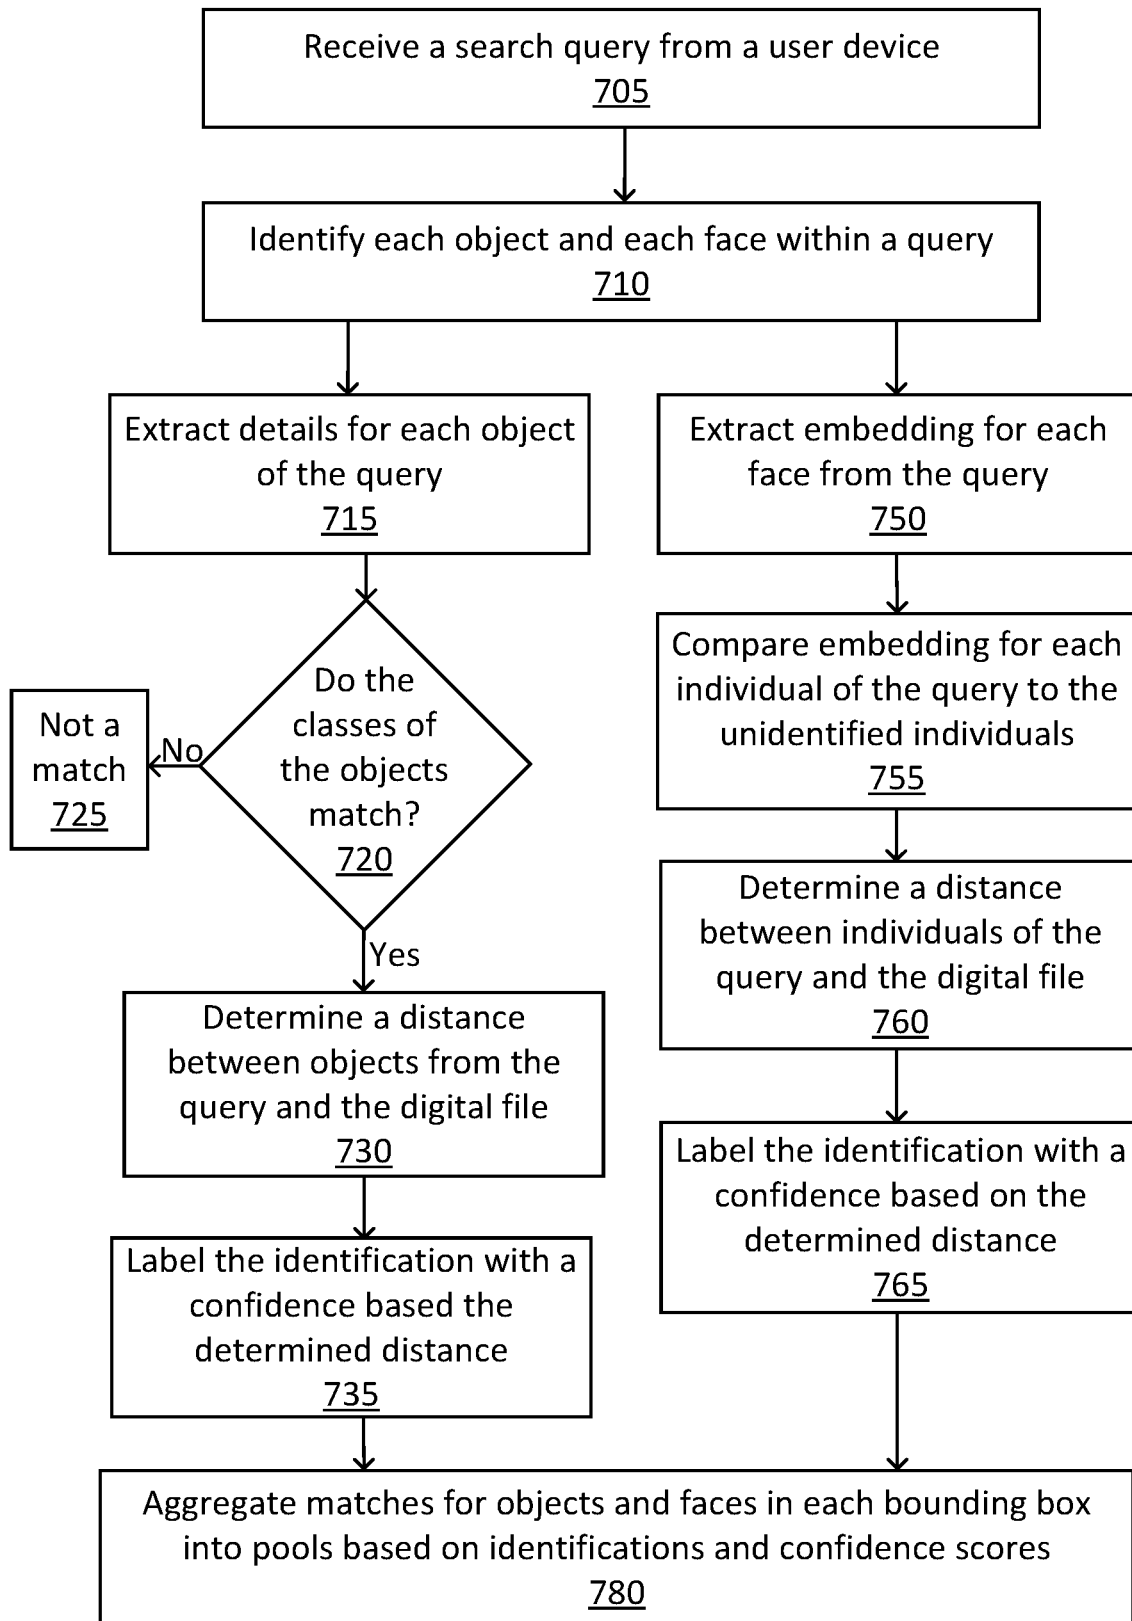 Receive a search query from a user device
705
Identify each object and each face within a query
710
Extract details for each object
of the query
715
Do the
classes of
the objects
match?
720
No
Not a
match
725
Yes
Determine a distance
between objects from the
query and the digital file
730
Label the identification with a
confidence based the
determined distance
735
Extract embedding for each
face from the query
750
Compare embedding for each
individual of the query to the
unidentified individuals
755
Determine a distance
between individuals of the
query and the digital file
760
Label the identification with a
confidence based on the
determined distance
765
Aggregate matches for objects and faces in each bounding box
into pools based on identifications and confidence scores
780